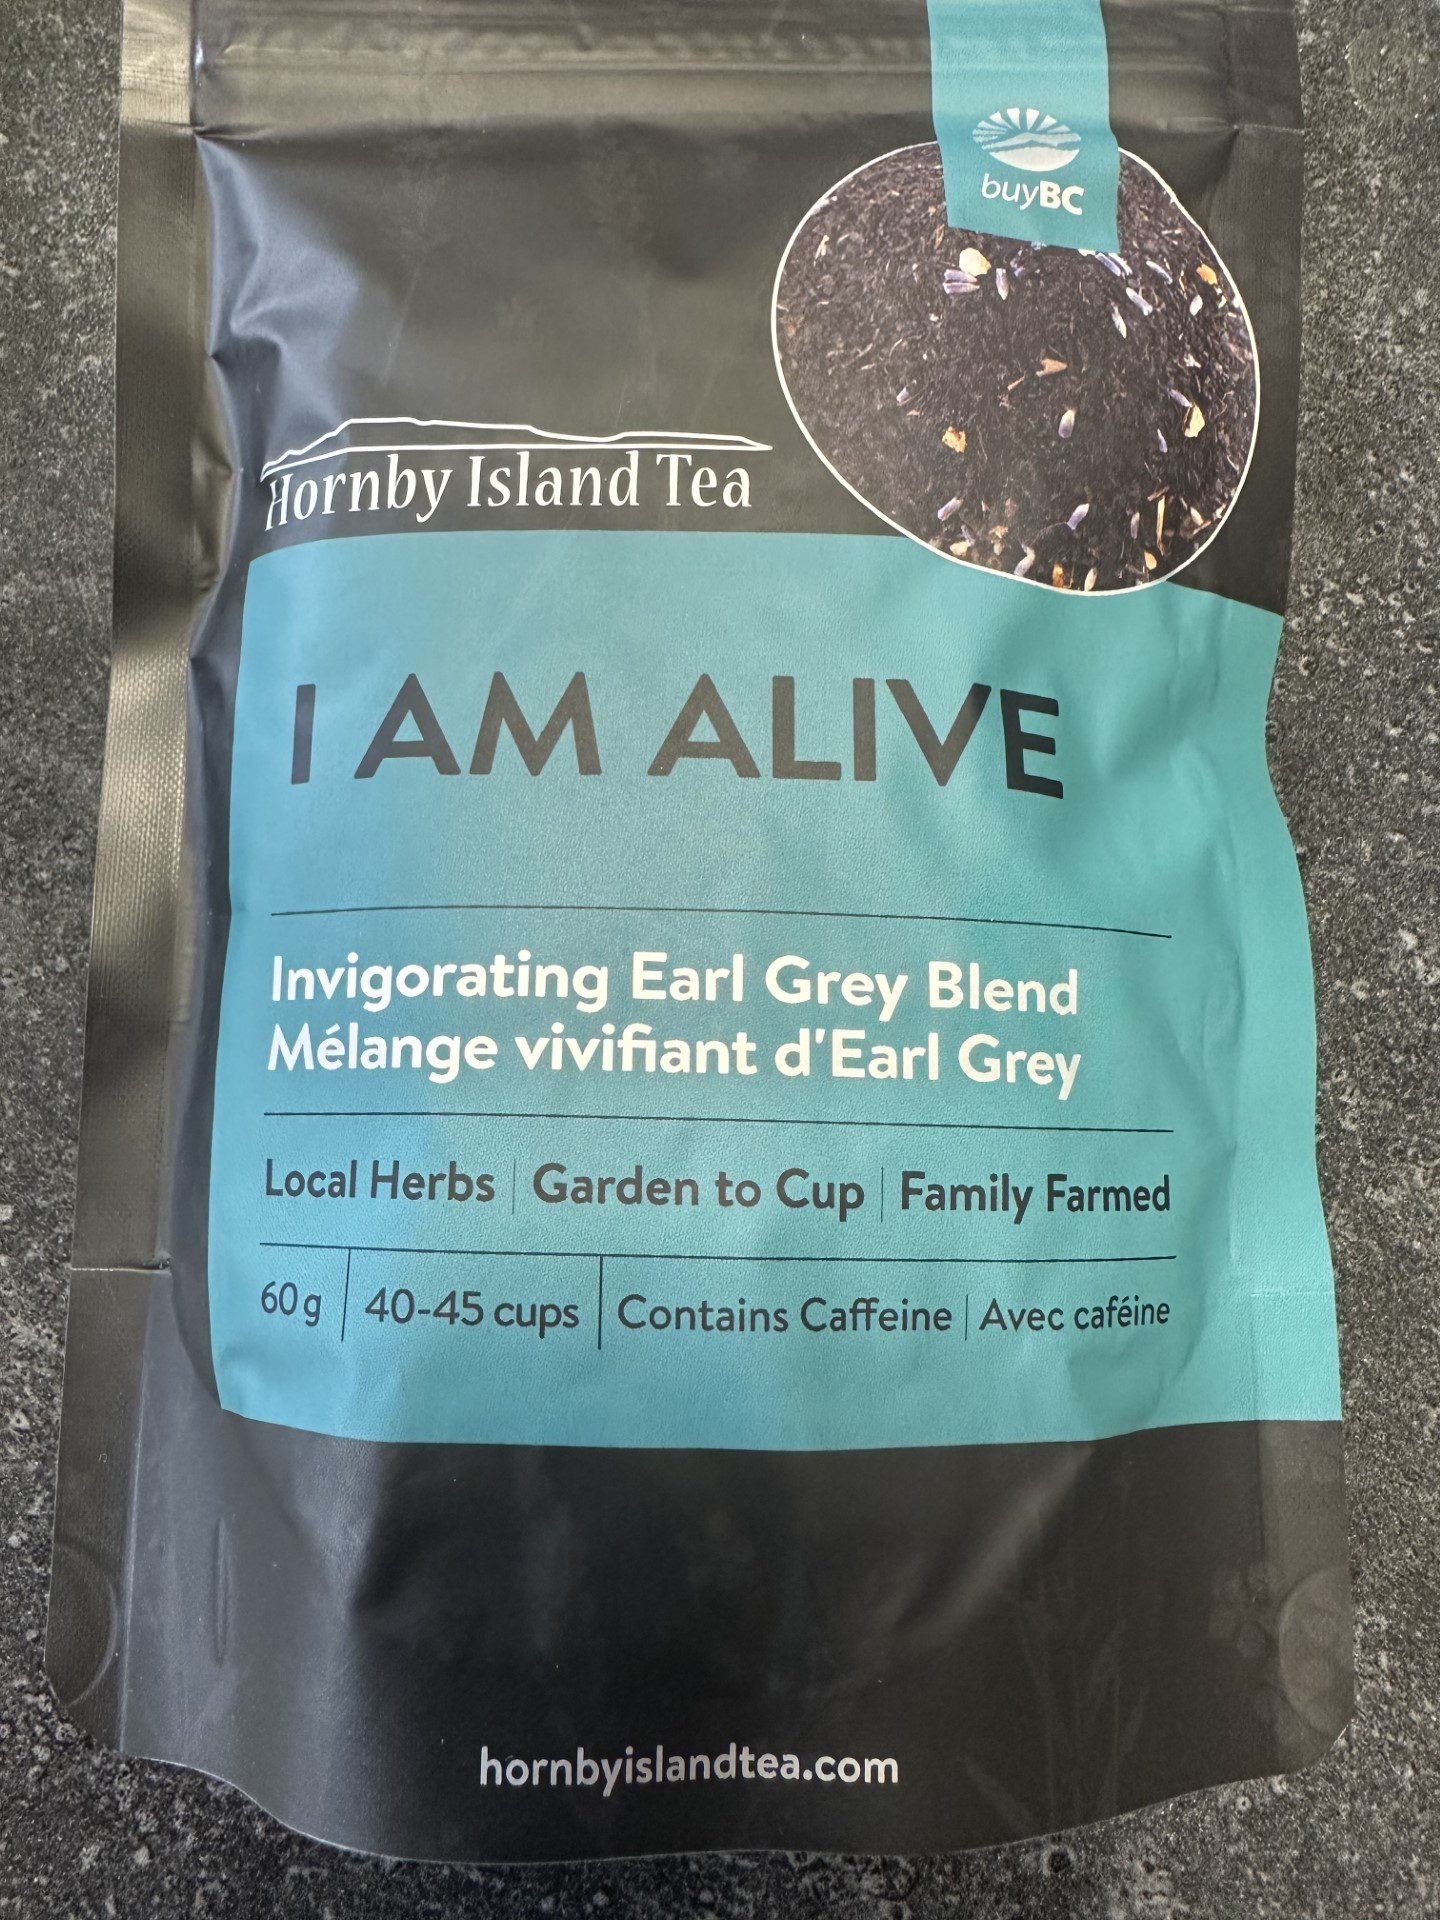 buyBC
Hornby Island Tea
I AM ALIVE
Invigorating Earl Grey Blend
Mélange vivifiant d'Earl Grey
Local Herbs | Garden to Cup | Family Farmed
60 g | 40-45 cups | Contains Caffeine | Avec caféine
hornbyislandtea.com